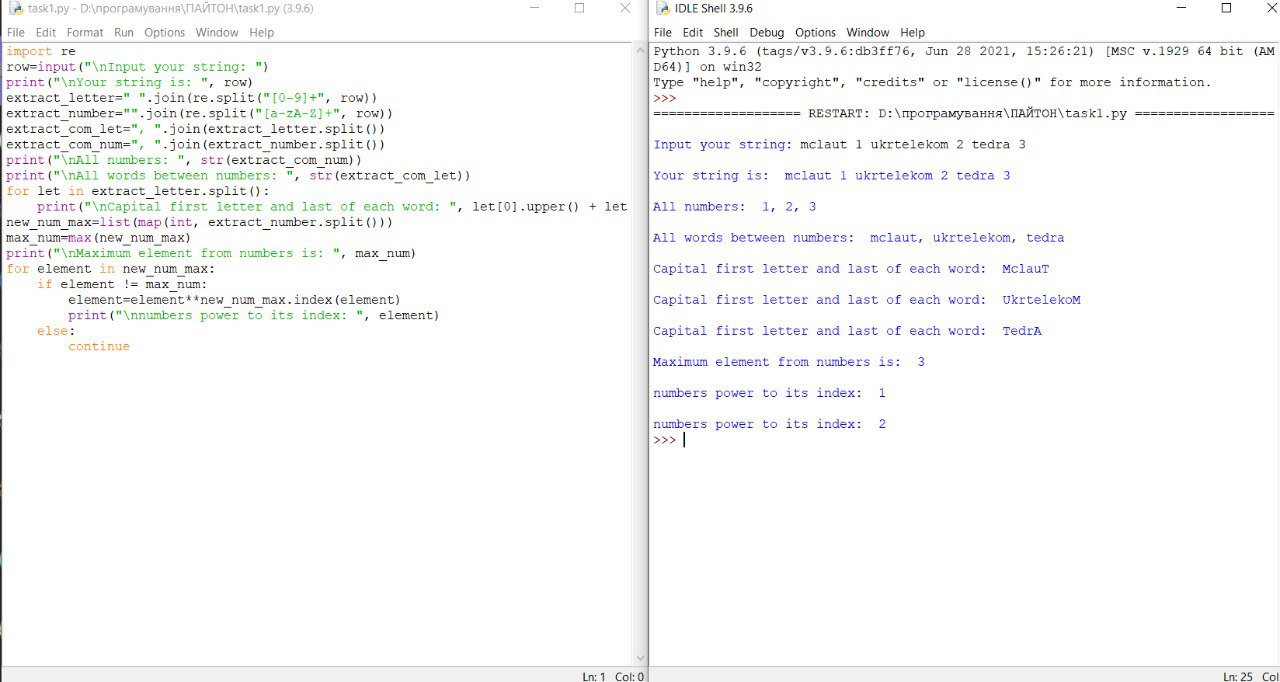 task1.py - D:\програмування\ПАЙТОН\task1.py (3.9.6)
File Edit Format Run Options Window Help
import re
row=input("\nInput your string: ")
print("\nYour string is: ", row)
extract_letter=" ".join(re.split("[0-9]+", row))
extract_number="".join(re.split("[a-zA-Z]+", row))
extract_com_let=", ".join(extract_letter.split())
extract_com_num=", ".join(extract_number.split())
print("\nAll numbers: ", str(extract_com_num))
print("\nAll words between numbers: ", str(extract_com_let))
for let in extract_letter.split():
    print("\nCapital first letter and last of each word: ", let[0].upper() + let
new_num_max=list(map(int, extract_number.split()))
max_num=max(new_num_max)
print("\nMaximum element from numbers is: ", max_num)
for element in new_num_max:
    if element != max_num:
        element=element**new_num_max.index(element)
        print("\nnumbers power to its index: ", element)
    else:
        continue
Ln: 1 Col: 0
IDLE Shell 3.9.6
File Edit Shell Debug Options Window Help
Python 3.9.6 (tags/v3.9.6:db3ff76, Jun 28 2021, 15:26:21) [MSC v.1929 64 bit (AM
D64)] on win32
Type "help", "copyright", "credits" or "license()" for more information.
>>>
=================== RESTART: D:\програмування\ПАЙТОН\task1.py ==================
Input your string: mclaut 1 ukrtelekom 2 tedra 3
Your string is:  mclaut 1 ukrtelekom 2 tedra 3
All numbers:  1, 2, 3
All words between numbers:  mclaut, ukrtelekom, tedra
Capital first letter and last of each word:  MclauT
Capital first letter and last of each word:  UkrtelekoM
Capital first letter and last of each word:  TedrA
Maximum element from numbers is:  3
numbers power to its index:  1
numbers power to its index:  2
>>>
Ln: 25 Col